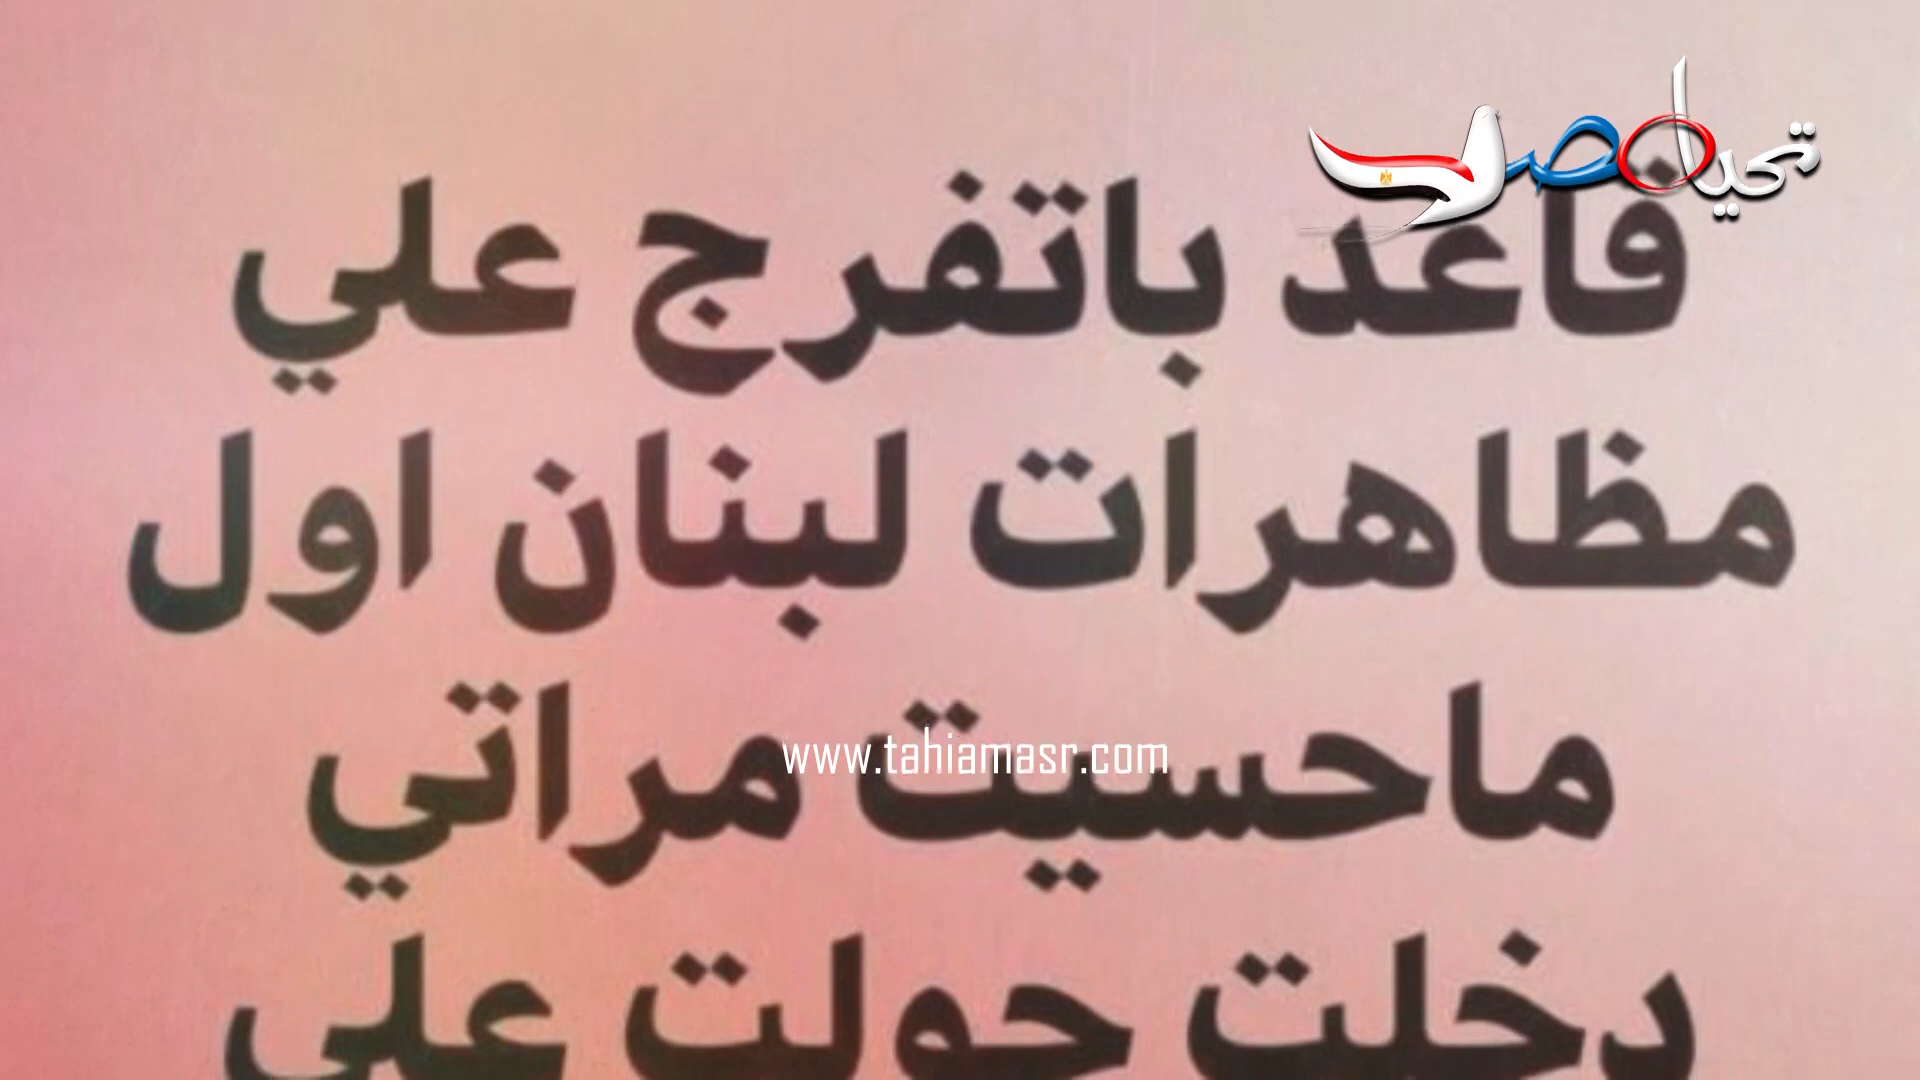 تحيا مصر
قاعد باتفرج علي
مظاهرات لبنان اول
ماحسيت مراتي
www.tahiamasr.com
دخلت حولت علي